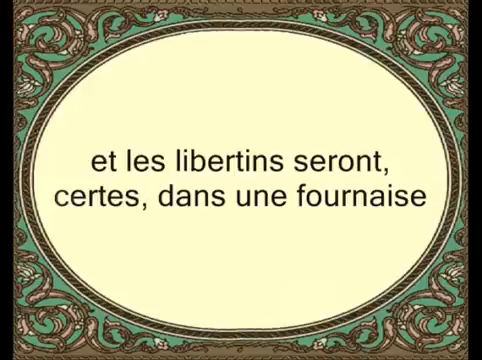 et les libertins seront,
certes, dans une fournaise